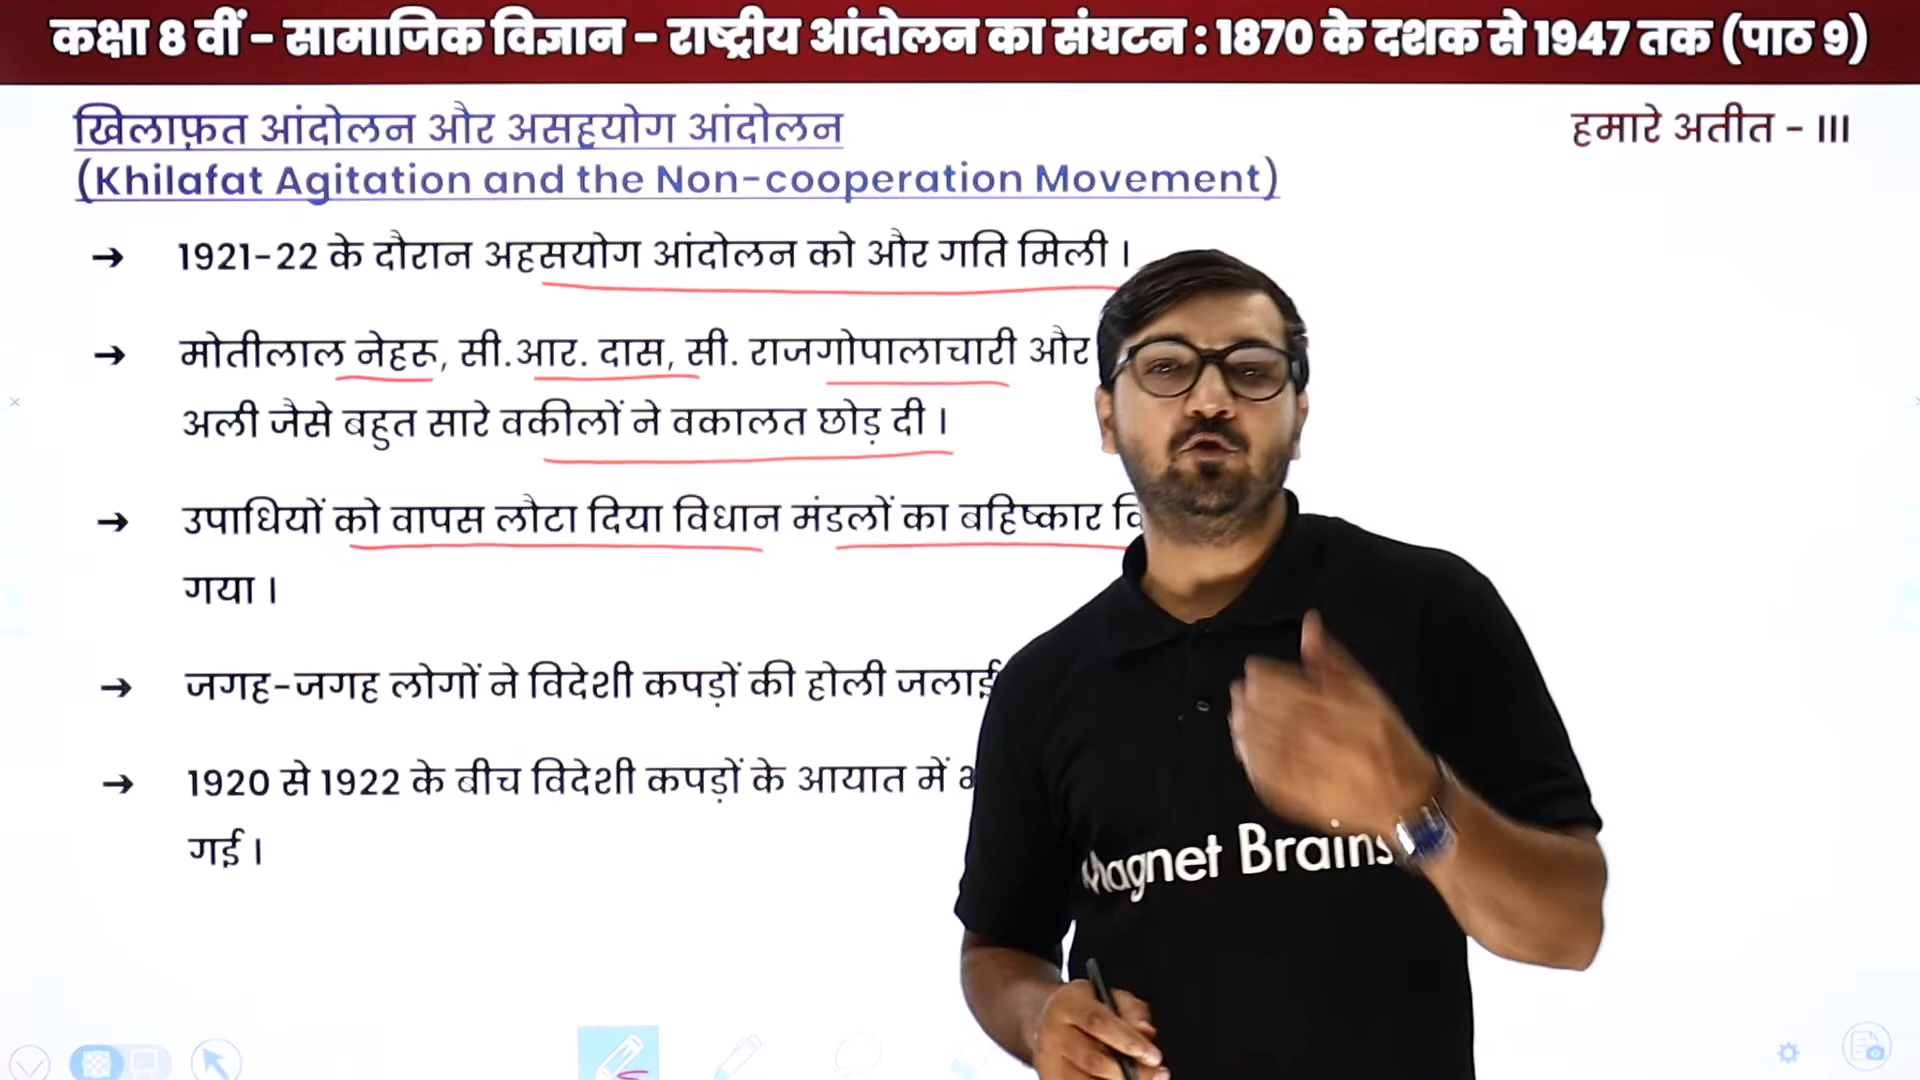 कक्षा 8 वीं - सामाजिक विज्ञान - राष्ट्रीय आंदोलन का संघटन : 1870 के दशक से 1947 तक (पाठ 9)
खिलाफ़त आंदोलन और असहयोग आंदोलन
हमारे अतीत - III
(Khilafat Agitation and the Non-cooperation Movement)
→ 1921-22 के दौरान अहसयोग आंदोलन को और गति मिली ।
→ मोतीलाल नेहरू, सी.आर. दास, सी. राजगोपालाचारी और
अली जैसे बहुत सारे वकीलों ने वकालत छोड़ दी ।
→ उपाधियों को वापस लौटा दिया विधान मंडलों का बहिष्कार
गया ।
→ जगह-जगह लोगों ने विदेशी कपड़ों की होली जलाई
→ 1920 से 1922 के बीच विदेशी कपड़ों के आयात में
गई ।
Magnet Brains